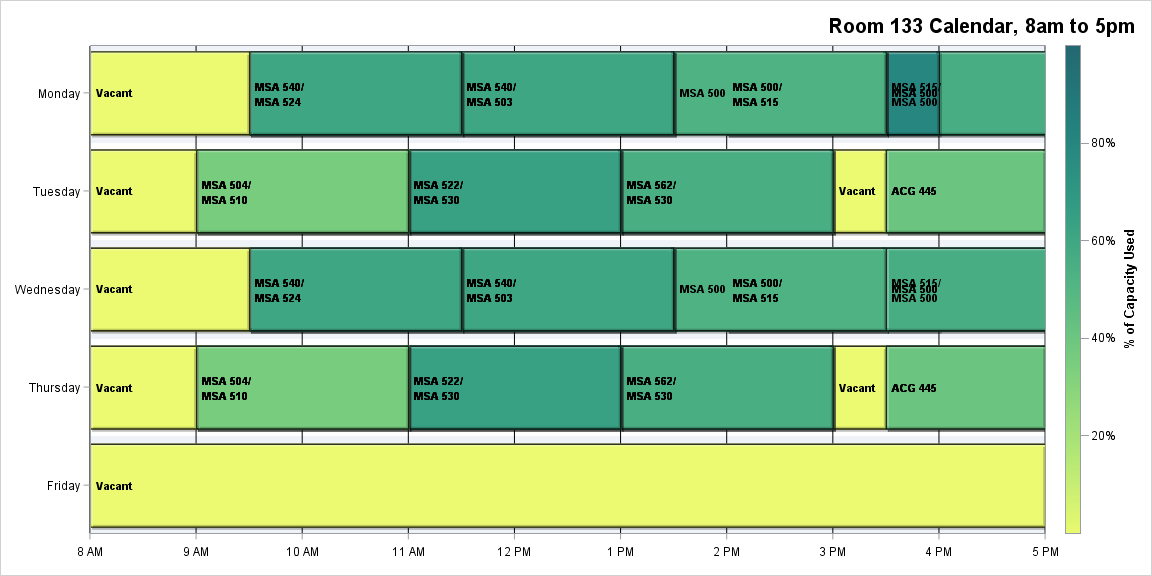 Room 133 Calendar, 8am to 5pm
Monday
Vacant
MSA 540/
MSA 524
MSA 540/
MSA 503
MSA 500
MSA 500/
MSA 515
MSA 515/
MSA 500
MSA 500
Tuesday
Vacant
MSA 504/
MSA 510
MSA 522/
MSA 530
MSA 562/
MSA 530
Vacant
ACG 445
Wednesday
Vacant
MSA 540/
MSA 524
MSA 540/
MSA 503
MSA 500
MSA 500/
MSA 515
MSA 515/
MSA 500
MSA 500
Thursday
Vacant
MSA 504/
MSA 510
MSA 522/
MSA 530
MSA 562/
MSA 530
Vacant
ACG 445
Friday
Vacant
8 AM
9 AM
10 AM
11 AM
12 PM
1 PM
2 PM
3 PM
4 PM
5 PM
80%
60%
40%
20%
% of Capacity Used